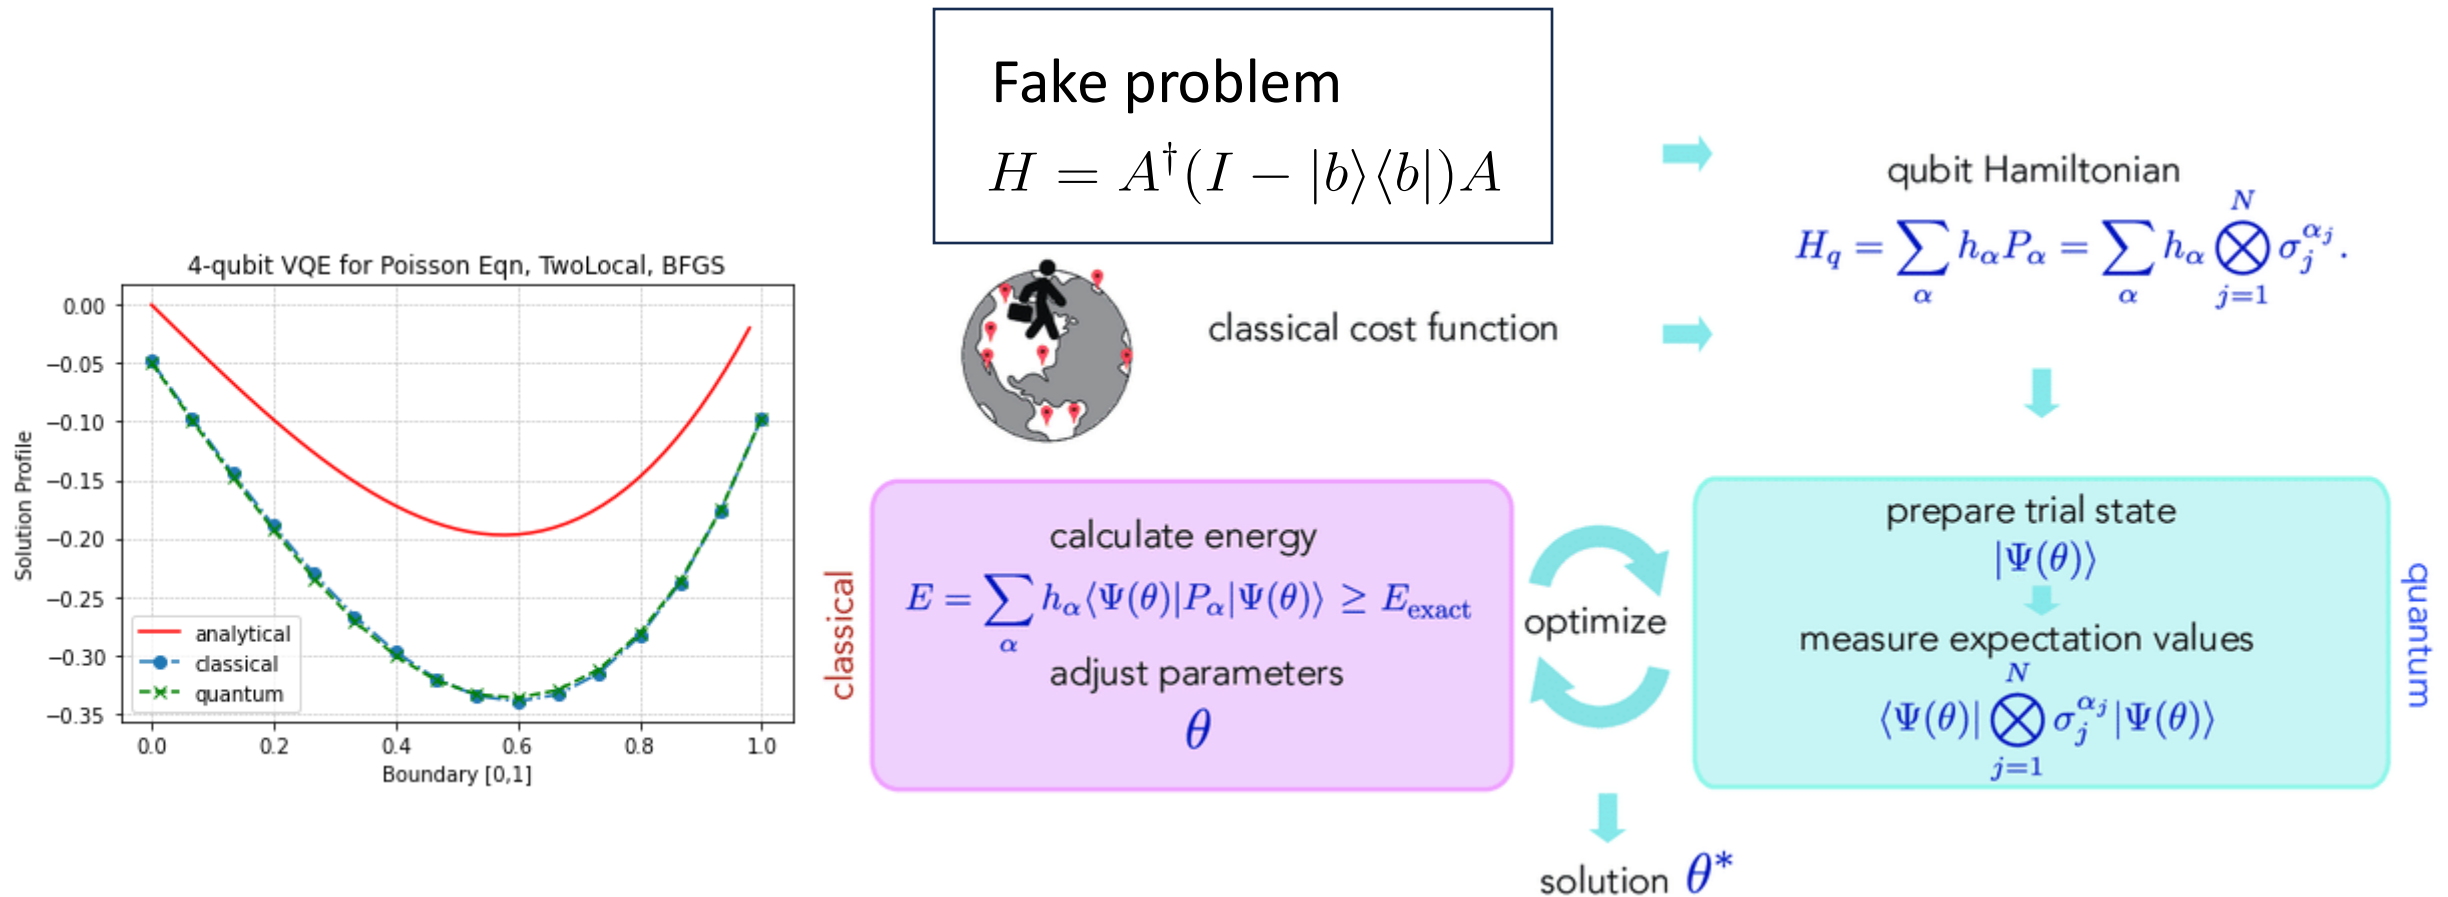 4-qubit VQE for Poisson Eqn, TwoLocal, BFGS
Solution Profile
0.00
−0.05
−0.10
−0.15
−0.20
−0.25
−0.30
−0.35
analytical
classical
quantum
0.0 0.2 0.4 0.6 0.8 1.0
Boundary [0,1]
Fake problem
H = A†(I − |b⟩⟨b|)A
classical cost function
qubit Hamiltonian
H_q = ∑_α h_α P_α = ∑_α h_α ⨂_{j=1}^{N} σ_j^{α_j}.
classical
calculate energy
E = ∑_α h_α⟨Ψ(θ)|P_α|Ψ(θ)⟩ ≥ E_exact
adjust parameters
θ
optimize
prepare trial state
|Ψ(θ)⟩
measure expectation values
⟨Ψ(θ)| ⨂_{j=1}^{N} σ_j^{α_j} |Ψ(θ)⟩
quantum
solution θ*